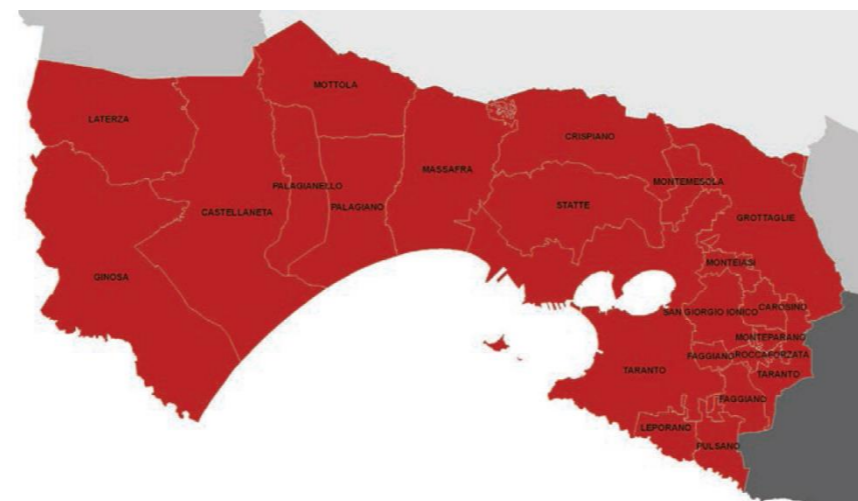 MOTTOLA
LATERZA
CRISPIANO
MASSAFRA
MONTEMESOLA
PALAGIANELLO
PALAGIANO
STATTE
CASTELLANETA
GROTTAGLIE
MONTEIASI
GINOSA
CAROSINO
SAN GIORGIO IONICO
MONTEPARANO
FAGGIANO
ROCCAFORZATA
TARANTO
TARANTO
FAGGIANO
LEPORANO
PULSANO